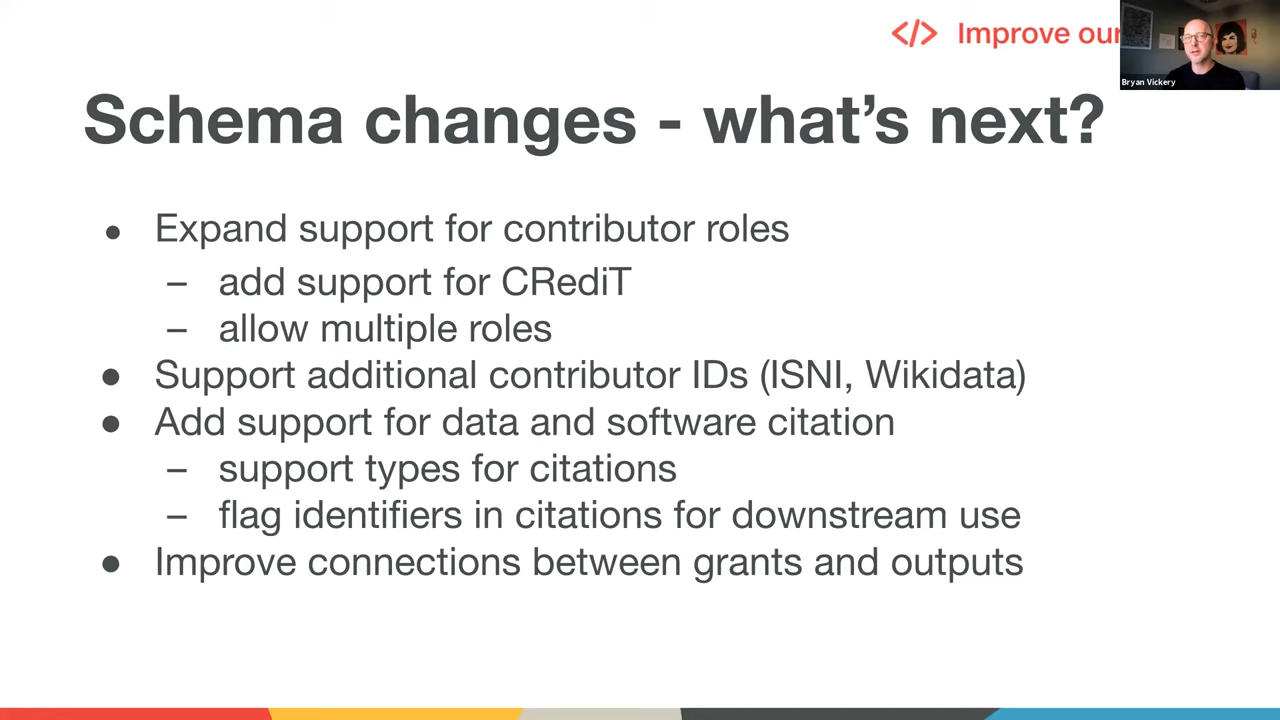 </> Improve our
Bryan Vickery
Schema changes - what's next?
● Expand support for contributor roles
– add support for CRediT
– allow multiple roles
● Support additional contributor IDs (ISNI, Wikidata)
● Add support for data and software citation
– support types for citations
– flag identifiers in citations for downstream use
● Improve connections between grants and outputs